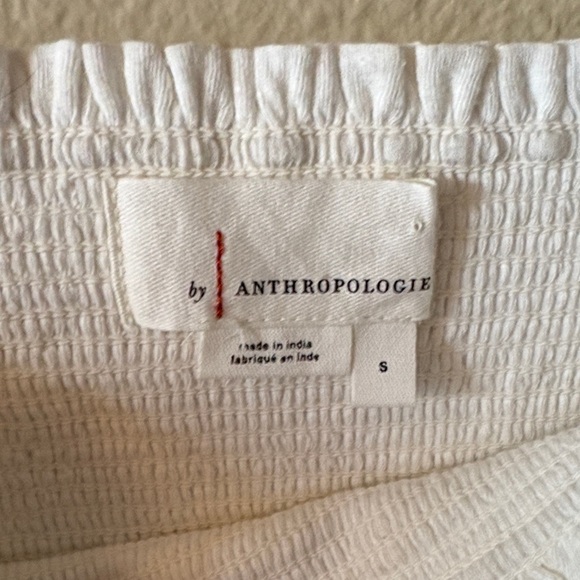 by ANTHROPOLOGIE
made in india
fabriqué en Inde
S